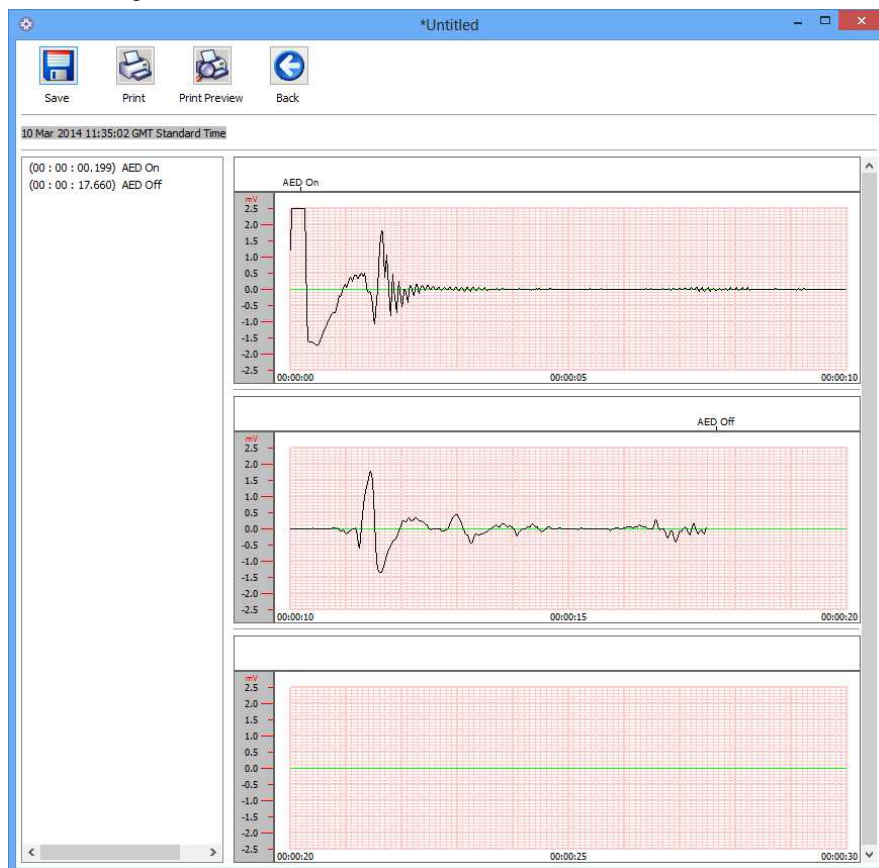 *Untitled
Save Print Print Preview Back
10 Mar 2014 11:35:02 GMT Standard Time
(00 : 00 : 00.199) AED On
(00 : 00 : 17.660) AED Off
AED On
mV
2.5
2.0
1.5
1.0
0.5
0.0
-0.5
-1.0
-1.5
-2.0
-2.5
00:00:00 00:00:05 00:00:10
AED Off
mV
2.5
2.0
1.5
1.0
0.5
0.0
-0.5
-1.0
-1.5
-2.0
-2.5
00:00:10 00:00:15 00:00:20
mV
2.5
2.0
1.5
1.0
0.5
0.0
-0.5
-1.0
-1.5
-2.0
-2.5
00:00:20 00:00:25 00:00:30